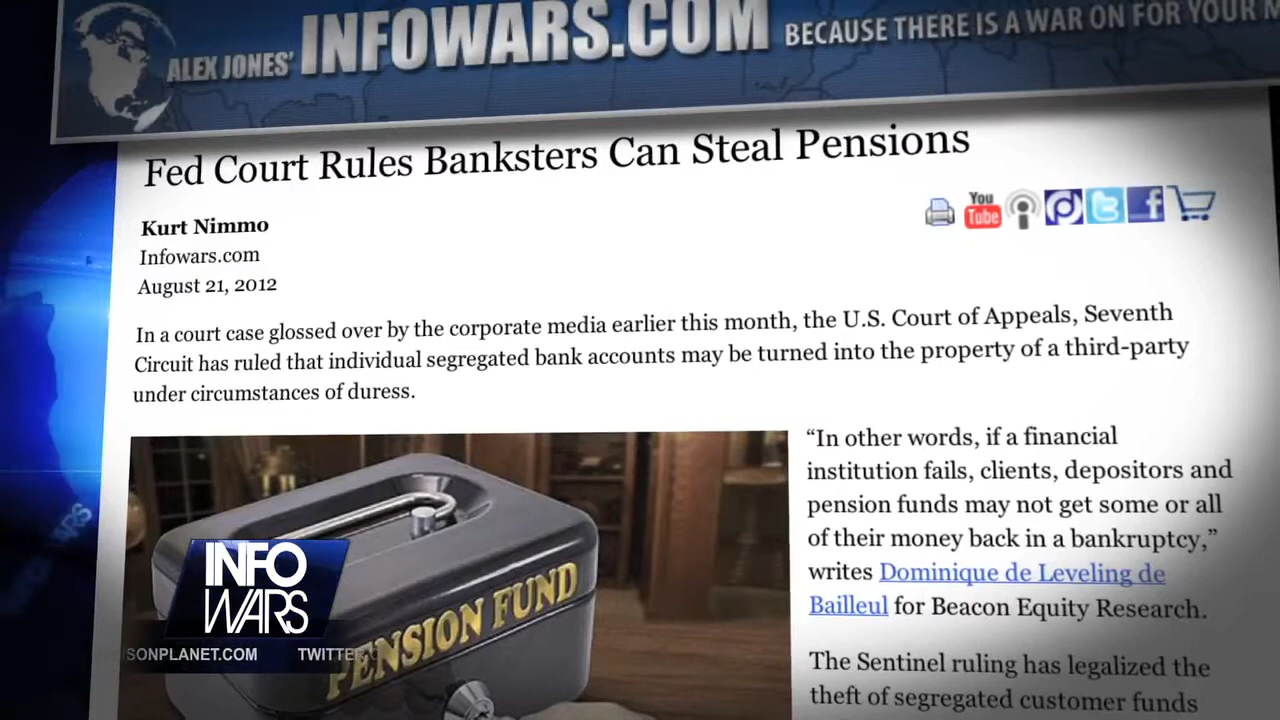 ALEX JONES' INFOWARS.COM BECAUSE THERE IS A WAR ON FOR YOUR M
Fed Court Rules Banksters Can Steal Pensions
You
Tube
Kurt Nimmo
Infowars.com
August 21, 2012
In a court case glossed over by the corporate media earlier this month, the U.S. Court of Appeals, Seventh
Circuit has ruled that individual segregated bank accounts may be turned into the property of a third-party
under circumstances of duress.
“In other words, if a financial
institution fails, clients, depositors and
pension funds may not get some or all
of their money back in a bankruptcy,”
writes Dominique de Leveling de
Bailleul for Beacon Equity Research.
The Sentinel ruling has legalized the
theft of segregated customer funds
PENSION FUND
INFO
WARS
SONPLANET.COM TWITTER